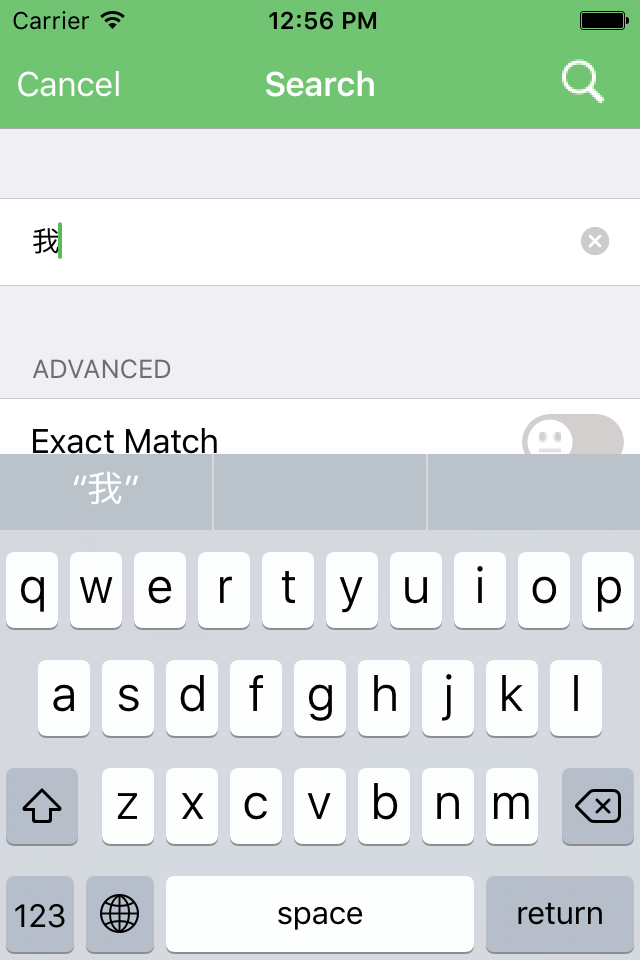 Carrier 12:56 PM
Cancel Search
我
ADVANCED
Exact Match
“我”
q w e r t y u i o p
a s d f g h j k l
z x c v b n m
123 space return